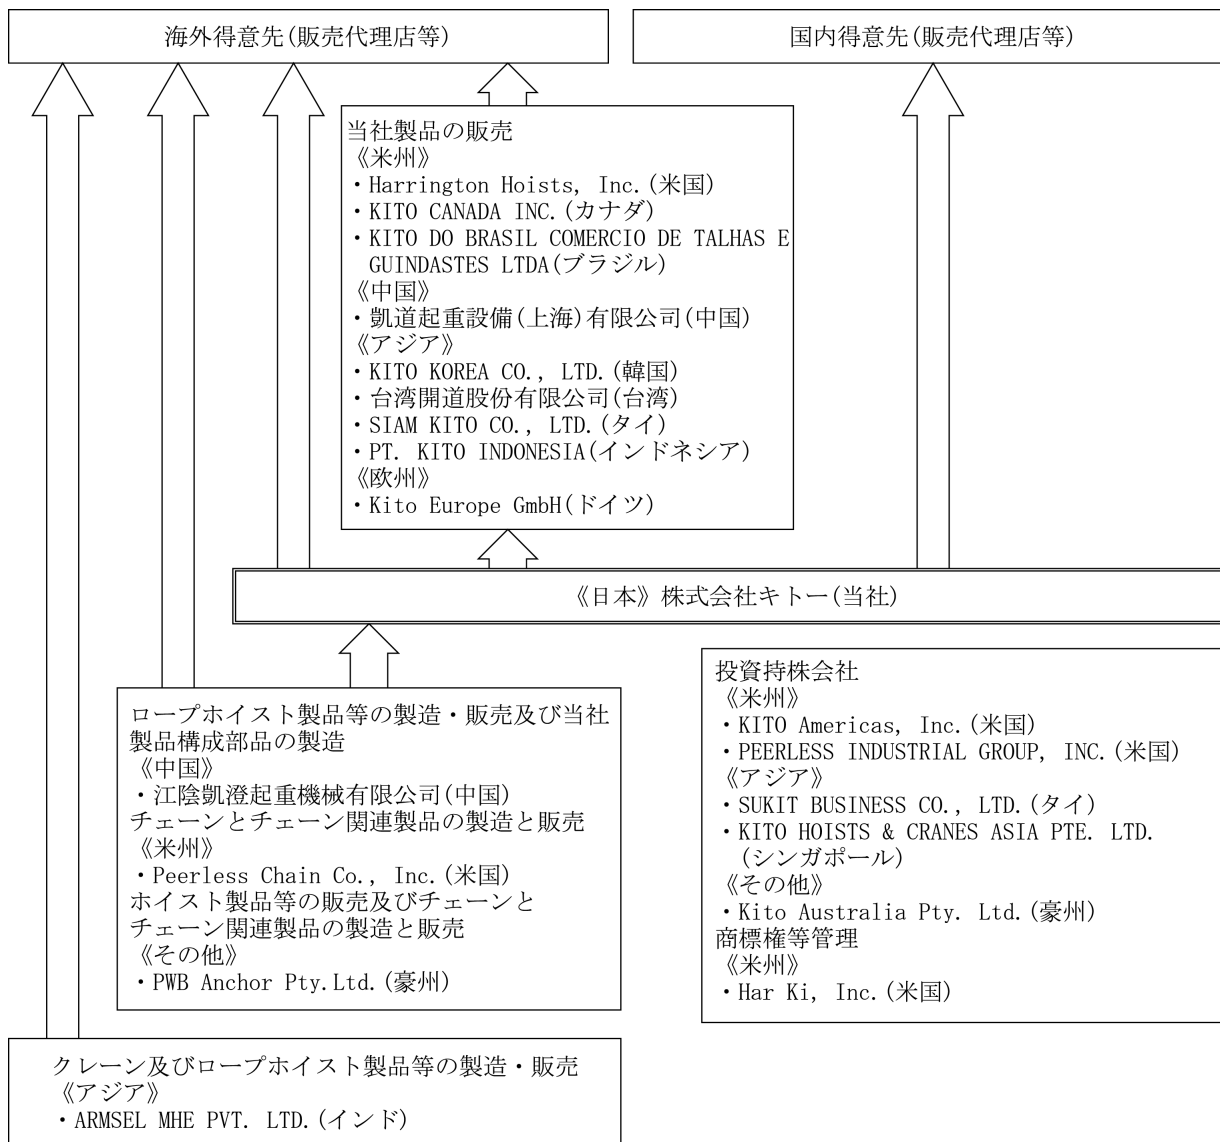 海外得意先(販売代理店等)
国内得意先(販売代理店等)
当社製品の販売
《米州》
・Harrington Hoists, Inc.(米国)
・KITO CANADA INC.(カナダ)
・KITO DO BRASIL COMERCIO DE TALHAS E
GUINDASTES LTDA(ブラジル)
《中国》
・凱道起重設備(上海)有限公司(中国)
《アジア》
・KITO KOREA CO., LTD.(韓国)
・台湾開道股份有限公司(台湾)
・SIAM KITO CO., LTD.(タイ)
・PT. KITO INDONESIA(インドネシア)
《欧州》
・Kito Europe GmbH(ドイツ)
《日本》株式会社キトー(当社)
ロープホイスト製品等の製造・販売及び当社
製品構成部品の製造
《中国》
・江陰凱澄起重機械有限公司(中国)
チェーンとチェーン関連製品の製造と販売
《米州》
・Peerless Chain Co., Inc.(米国)
ホイスト製品等の販売及びチェーンと
チェーン関連製品の製造と販売
《その他》
・PWB Anchor Pty.Ltd.(豪州)
投資持株会社
《米州》
・KITO Americas, Inc.(米国)
・PEERLESS INDUSTRIAL GROUP, INC.(米国)
《アジア》
・SUKIT BUSINESS CO., LTD.(タイ)
・KITO HOISTS & CRANES ASIA PTE. LTD.
(シンガポール)
《その他》
・Kito Australia Pty. Ltd.(豪州)
商標権等管理
《米州》
・Har Ki, Inc.(米国)
クレーン及びロープホイスト製品等の製造・販売
《アジア》
・ARMSEL MHE PVT. LTD.(インド)